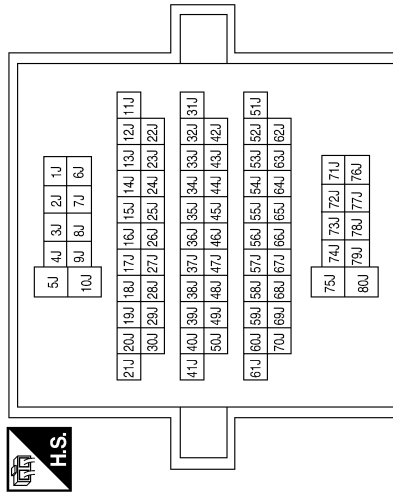 H.S.
5J 4J 3J 2J 1J
10J 9J 8J 7J 6J
21J 20J 19J 18J 17J 16J 15J 14J 13J 12J 11J
30J 29J 28J 27J 26J 25J 24J 23J 22J
41J 40J 39J 38J 37J 36J 35J 34J 33J 32J 31J
50J 49J 48J 47J 46J 45J 44J 43J 42J
61J 60J 59J 58J 57J 56J 55J 54J 53J 52J 51J
70J 69J 68J 67J 66J 65J 64J 63J 62J
75J 74J 73J 72J 71J
80J 79J 78J 77J 76J